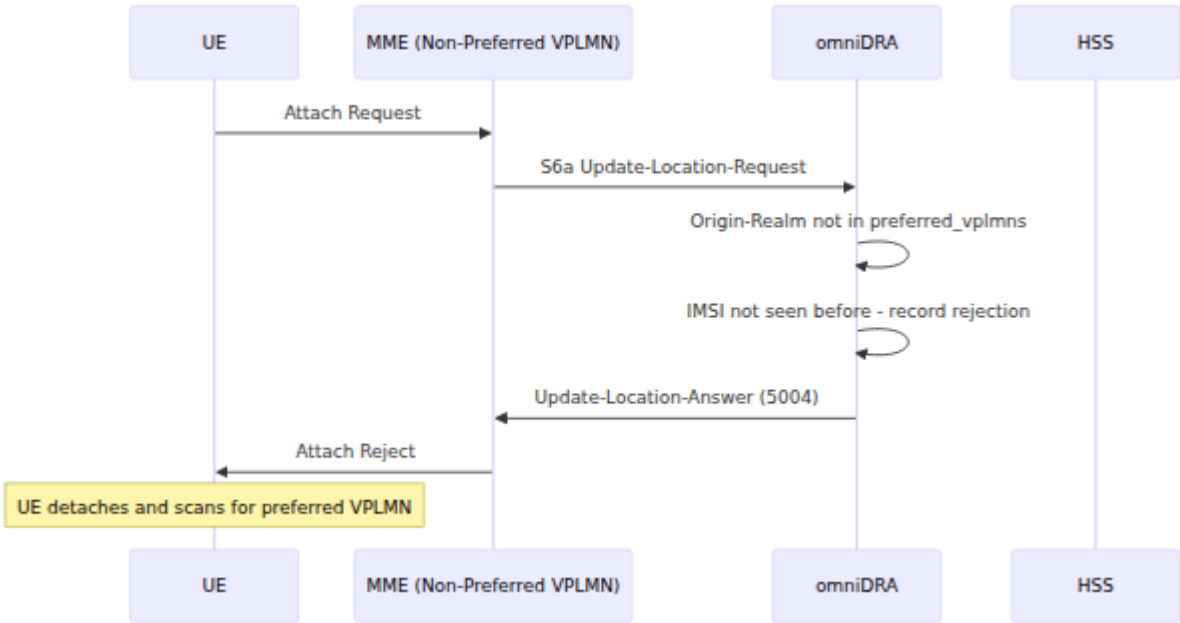 UE
MME (Non-Preferred VPLMN)
omniDRA
HSS
Attach Request
S6a Update-Location-Request
Origin-Realm not in preferred_vplmns
IMSI not seen before - record rejection
Update-Location-Answer (5004)
Attach Reject
UE detaches and scans for preferred VPLMN
UE
MME (Non-Preferred VPLMN)
omniDRA
HSS